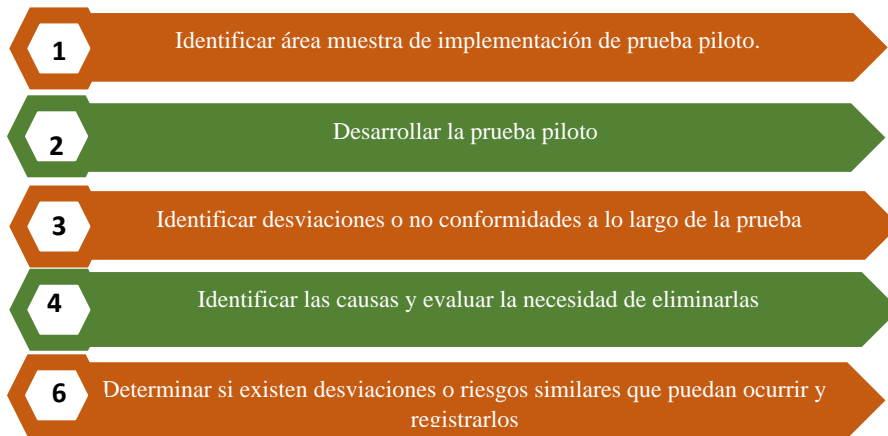 1
Identificar área muestra de implementación de prueba piloto.
2
Desarrollar la prueba piloto
3
Identificar desviaciones o no conformidades a lo largo de la prueba
4
Identificar las causas y evaluar la necesidad de eliminarlas
6
Determinar si existen desviaciones o riesgos similares que puedan ocurrir y
registrarlos